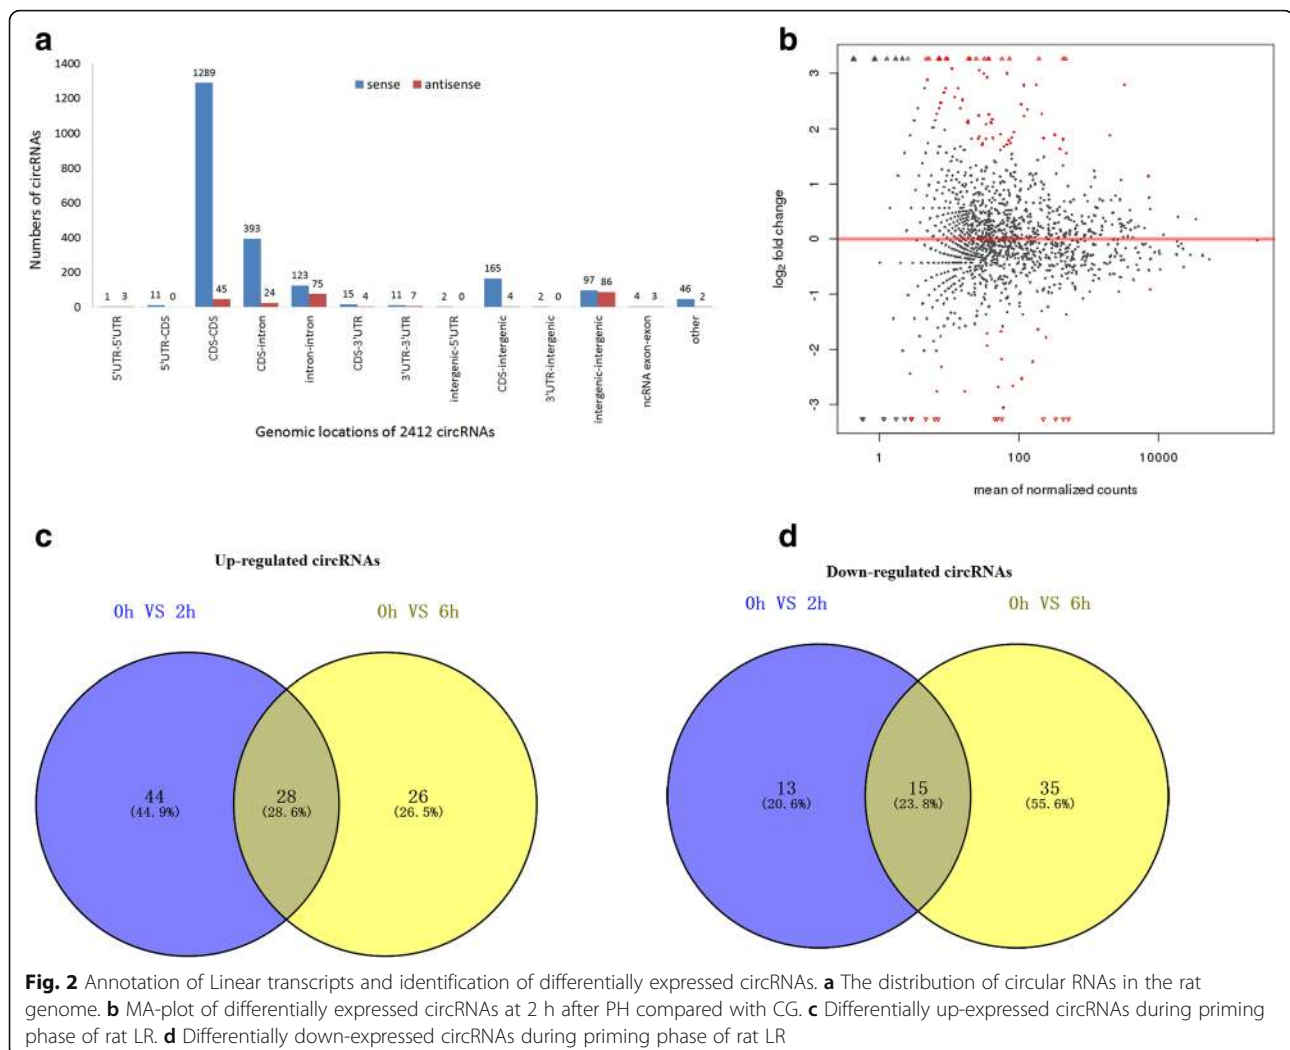 a
1400
1200
1000
800
600
400
200
0
Numbers of circRNAs
sense antisense
1 3 11 0 1289 45 393 24 123 75 15 4 11 7 2 0 165 4 2 0 97 86 4 3 46 2
5'UTR-5'UTR
5'UTR-CDS
CDS-CDS
CDS-intron
intron-intron
CDS-3'UTR
3'UTR-3'UTR
intergenic-5'UTR
CDS-intergenic
3'UTR-intergenic
intergenic-intergenic
ncRNA exon-exon
other
Genomic locations of 2412 circRNAs
b
3
2
1
0
-1
-2
-3
log2 fold change
1 100 10000
mean of normalized counts
c
Up-regulated circRNAs
0h VS 2h 0h VS 6h
44 28 26
(44.9%) (28.6%) (26.5%)
d
Down-regulated circRNAs
0h VS 2h 0h VS 6h
13 15 35
(20.6%) (23.8%) (55.6%)
Fig. 2 Annotation of Linear transcripts and identification of differentially expressed circRNAs. a The distribution of circular RNAs in the rat
genome. b MA-plot of differentially expressed circRNAs at 2 h after PH compared with CG. c Differentially up-expressed circRNAs during priming
phase of rat LR. d Differentially down-expressed circRNAs during priming phase of rat LR